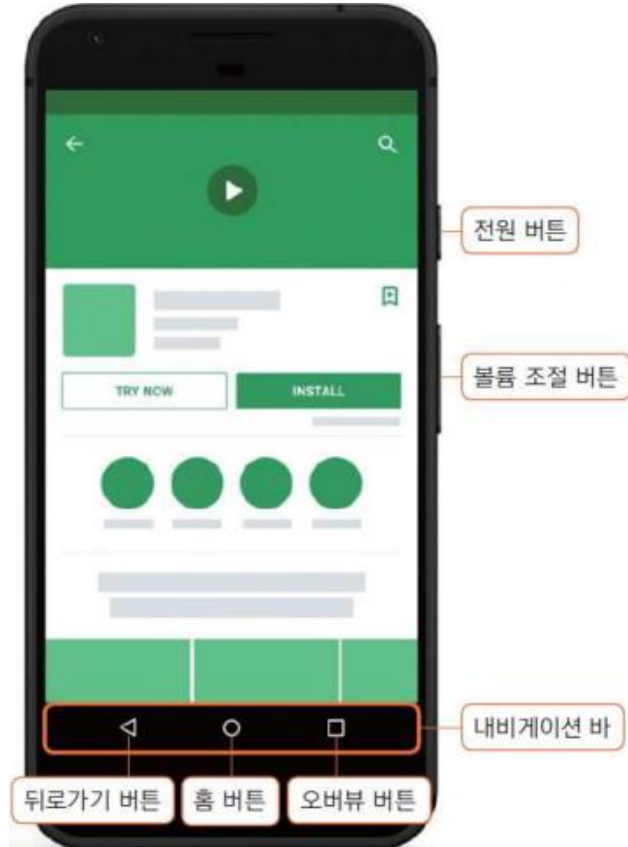 전원 버튼
TRY NOW
INSTALL
볼륨 조절 버튼
내비게이션 바
뒤로가기 버튼
홈 버튼
오버뷰 버튼